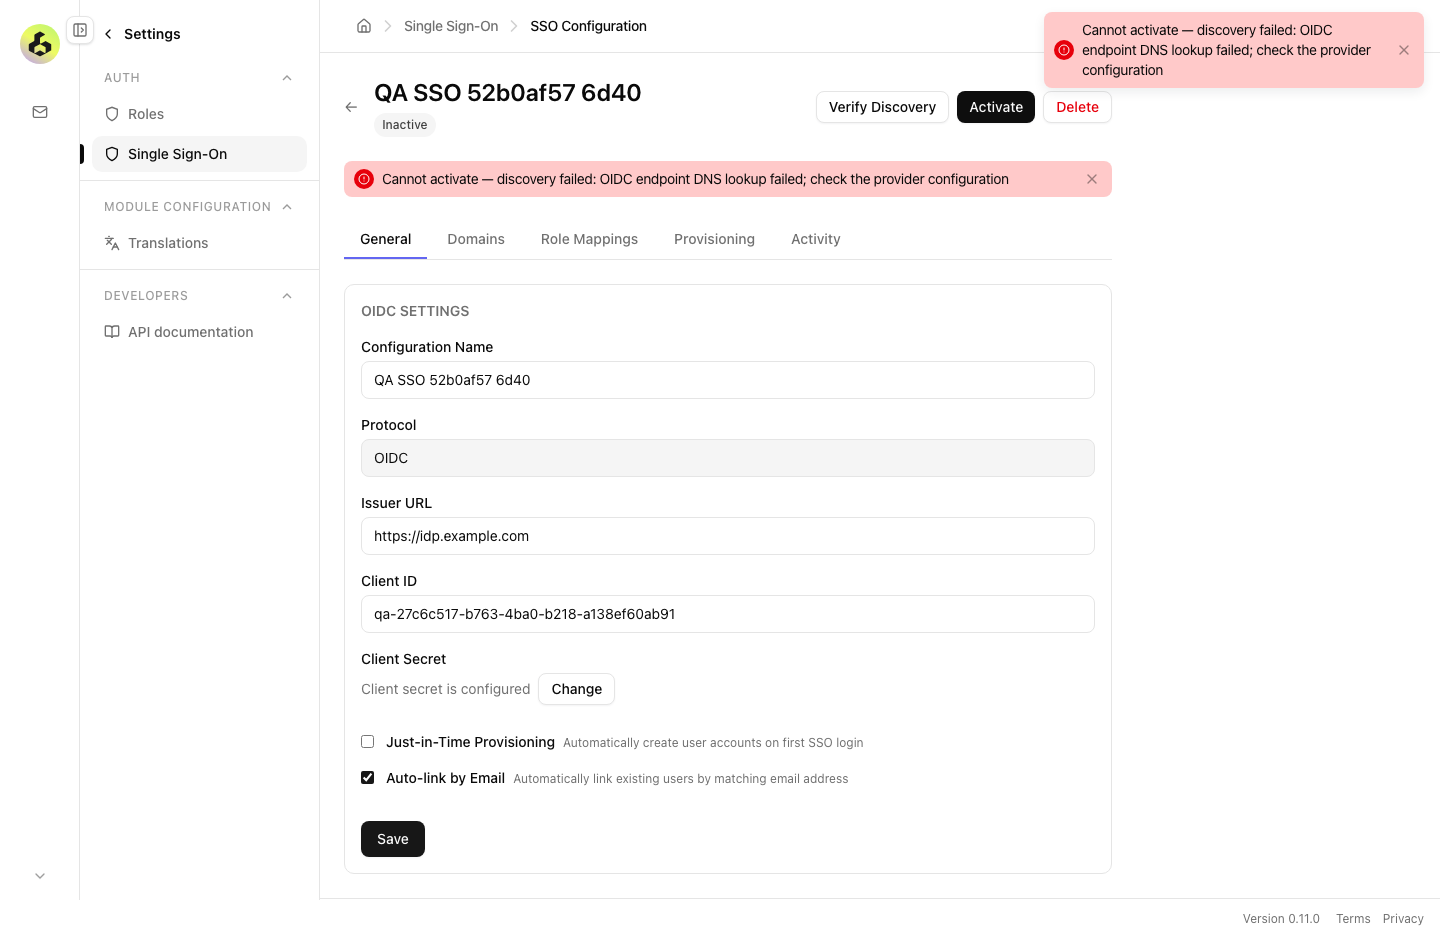 Settings
AUTH
Roles
Single Sign-On
MODULE CONFIGURATION
Translations
DEVELOPERS
API documentation
Single Sign-On
SSO Configuration
Cannot activate — discovery failed: OIDC
endpoint DNS lookup failed; check the provider
configuration
QA SSO 52b0af57 6d40
Inactive
Verify Discovery
Activate
Delete
Cannot activate — discovery failed: OIDC endpoint DNS lookup failed; check the provider configuration
General
Domains
Role Mappings
Provisioning
Activity
OIDC SETTINGS
Configuration Name
QA SSO 52b0af57 6d40
Protocol
OIDC
Issuer URL
https://idp.example.com
Client ID
qa-27c6c517-b763-4ba0-b218-a138ef60ab91
Client Secret
Client secret is configured
Change
Just-in-Time Provisioning Automatically create user accounts on first SSO login
Auto-link by Email Automatically link existing users by matching email address
Save
Version 0.11.0
Terms
Privacy